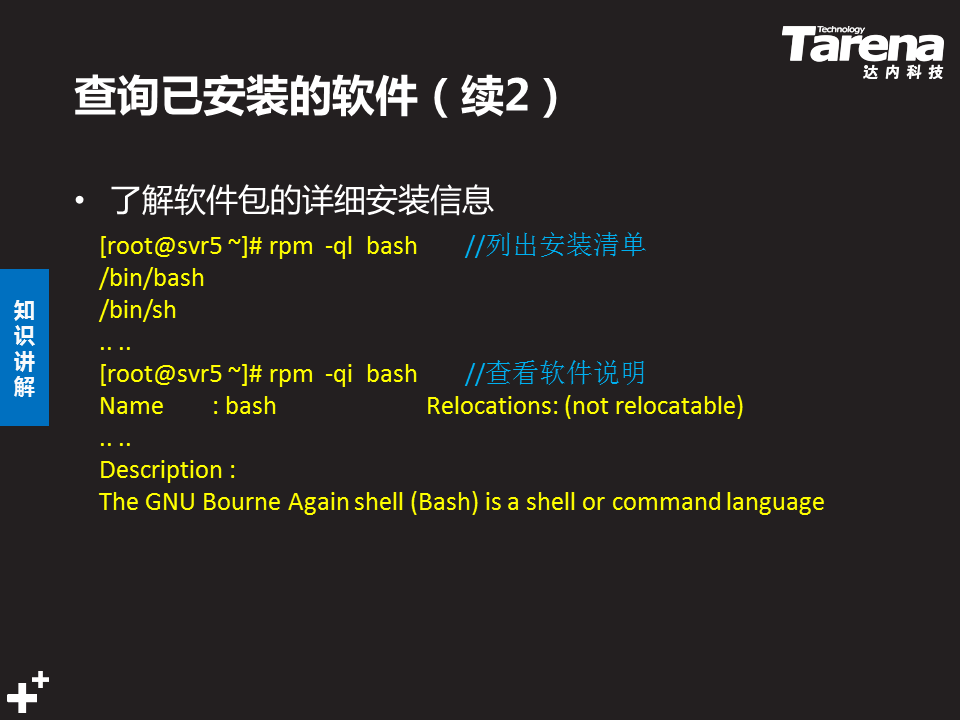 Technology
Tarena
达内科技
查询已安装的软件（续2）
• 了解软件包的详细安装信息
[root@svr5 ~]# rpm -ql bash //列出安装清单
/bin/bash
/bin/sh
.. ..
[root@svr5 ~]# rpm -qi bash //查看软件说明
Name : bash Relocations: (not relocatable)
.. ..
Description :
The GNU Bourne Again shell (Bash) is a shell or command language
知识讲解